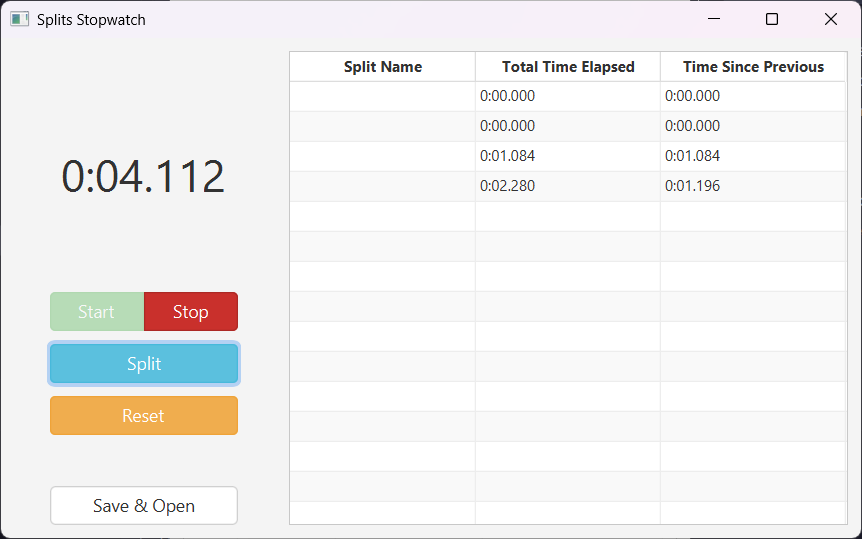 Splits Stopwatch
0:04.112
Start Stop
Split
Reset
Save & Open
Split Name Total Time Elapsed Time Since Previous
0:00.000 0:00.000
0:00.000 0:00.000
0:01.084 0:01.084
0:02.280 0:01.196